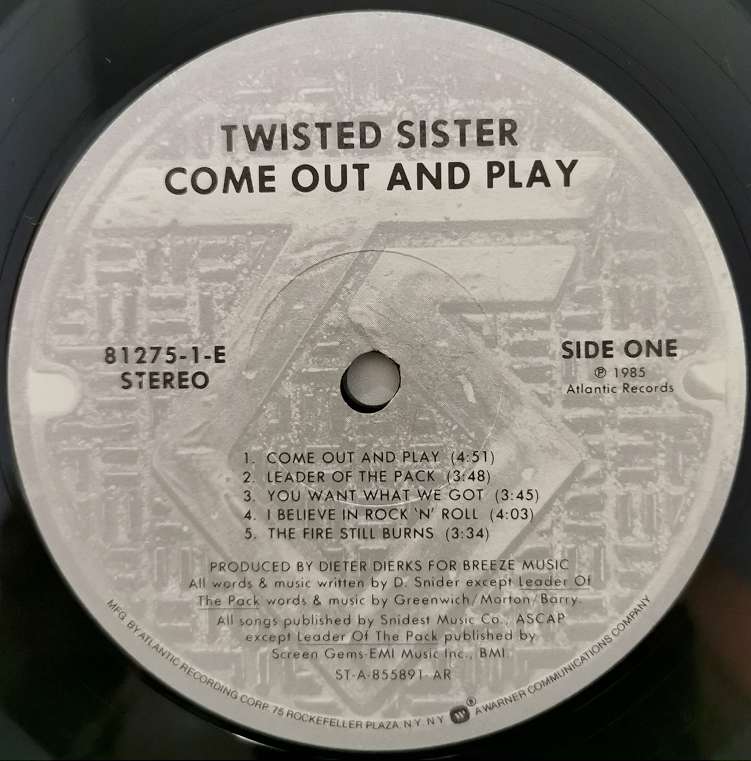 TWISTED SISTER
COME OUT AND PLAY
81275-1-E
STEREO
SIDE ONE
℗ 1985
Atlantic Records
1. COME OUT AND PLAY (4:51)
2. LEADER OF THE PACK (3:48)
3. YOU WANT WHAT WE GOT (3:45)
4. I BELIEVE IN ROCK 'N' ROLL (4:03)
5. THE FIRE STILL BURNS (3:34)
PRODUCED BY DIETER DIERKS FOR BREEZE MUSIC
All words & music written by D. Snider except Leader Of
The Pack words & music by Greenwich/Morton/Barry.
All songs published by Snidest Music Co., ASCAP
except Leader Of The Pack published by
Screen Gems-EMI Music Inc., BMI.
ST-A-855891-AR
MFG. BY ATLANTIC RECORDING CORP. 75 ROCKEFELLER PLAZA, N.Y. N.Y. ® A WARNER COMMUNICATIONS COMPANY